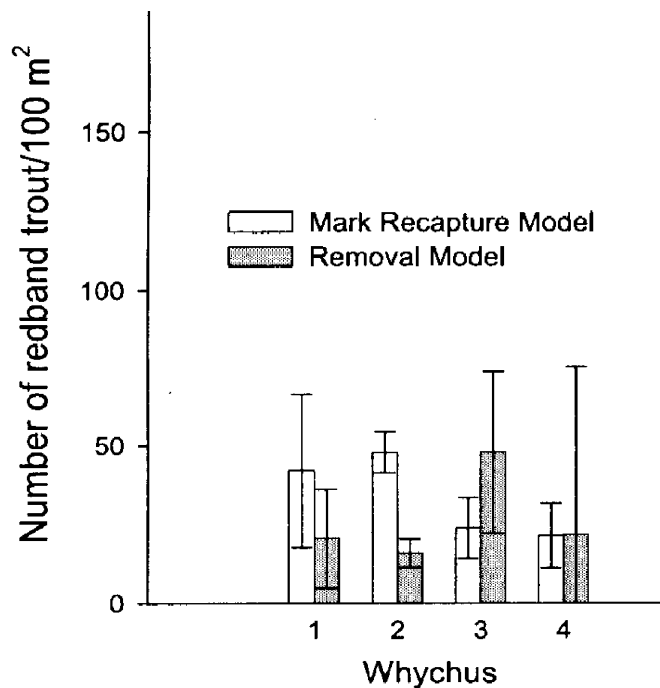 Number of redband trout/100 m²
150
100
50
0
Mark Recapture Model
Removal Model
1 2 3 4
Whychus